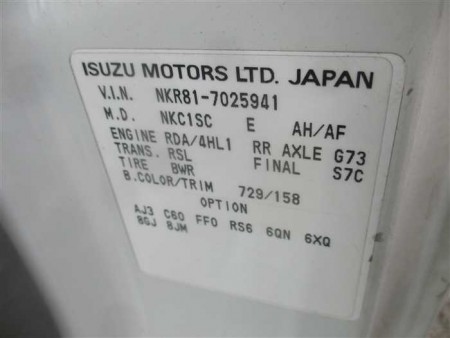 ISUZU MOTORS LTD. JAPAN
V.I.N. NKR81-7025941
M.D. NKC1SC E AH/AF
ENGINE RDA/4HL1 RR AXLE G73
TRANS. RSL FINAL S7C
TIRE BWR
B.COLOR/TRIM 729/158
OPTION
AJ3 C60 FF0 RS6 6QN 6XQ
8GJ 8JM